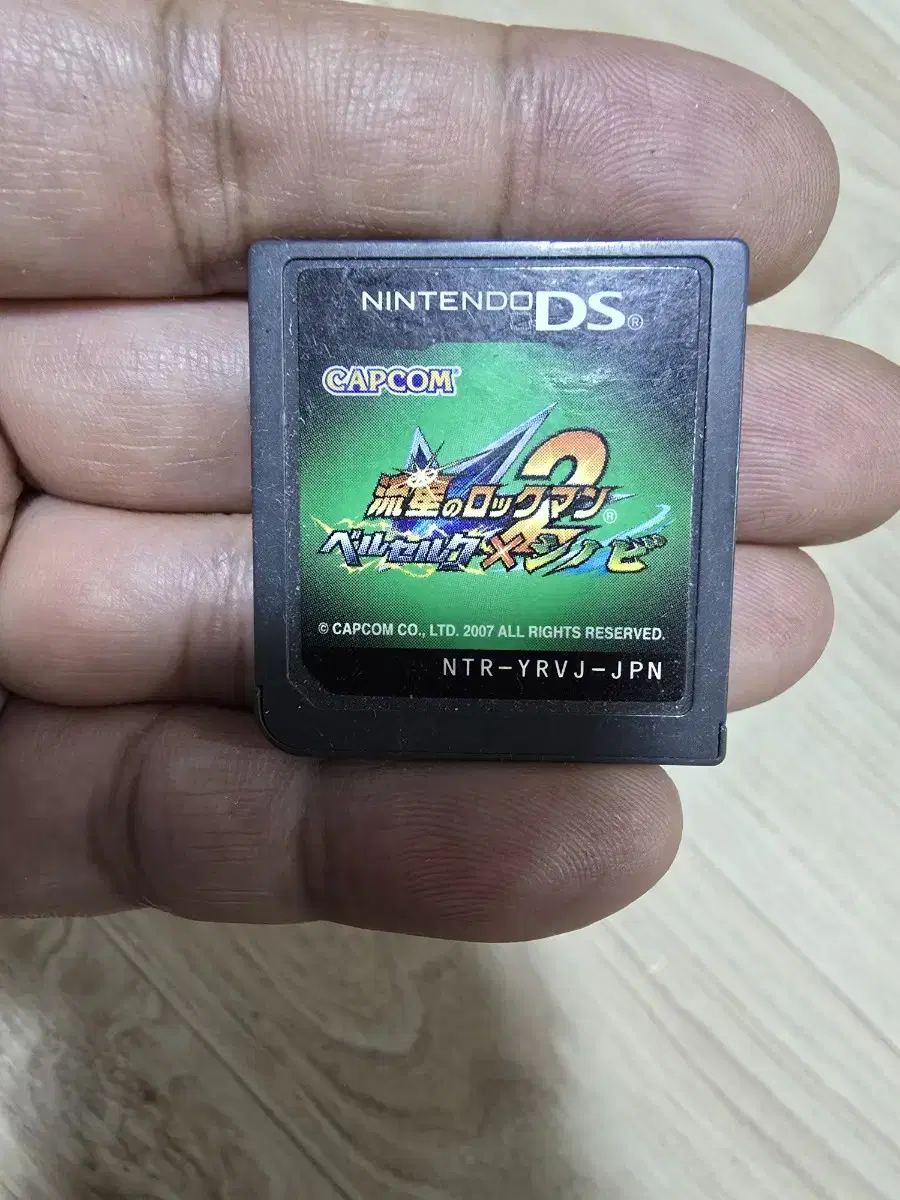 NINTENDO DS®
CAPCOM®
流星のロックマン2®
ベルセルク×シノビ
© CAPCOM CO., LTD. 2007 ALL RIGHTS RESERVED.
NTR-YRVJ-JPN